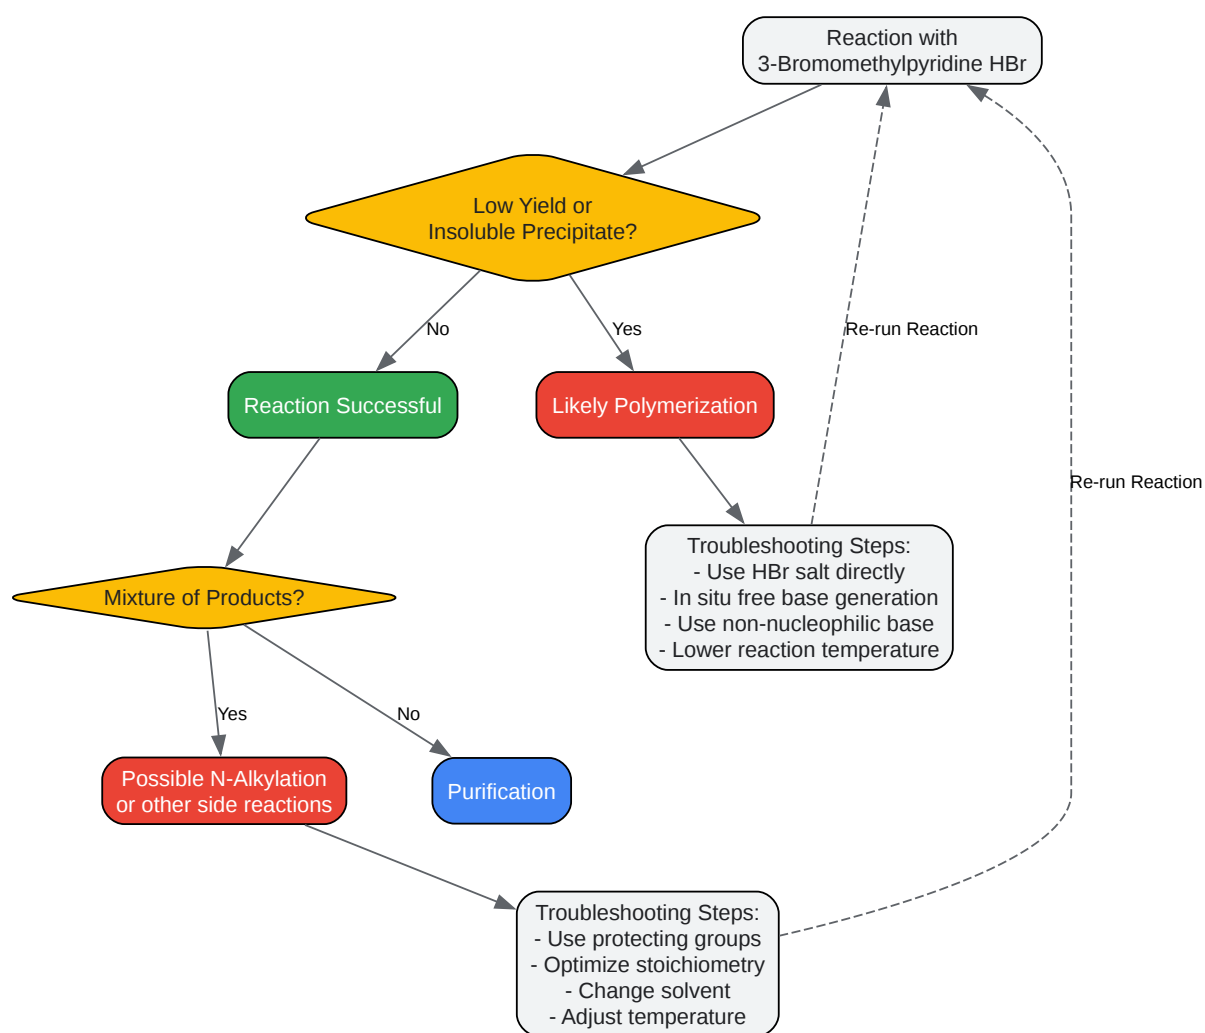 Reaction with
3-Bromomethylpyridine HBr
Low Yield or
Insoluble Precipitate?
No
Yes
Re-run Reaction
Reaction Successful
Likely Polymerization
Re-run Reaction
Troubleshooting Steps:
- Use HBr salt directly
- In situ free base generation
- Use non-nucleophilic base
- Lower reaction temperature
Mixture of Products?
Yes
No
Possible N-Alkylation
or other side reactions
Purification
Troubleshooting Steps:
- Use protecting groups
- Optimize stoichiometry
- Change solvent
- Adjust temperature